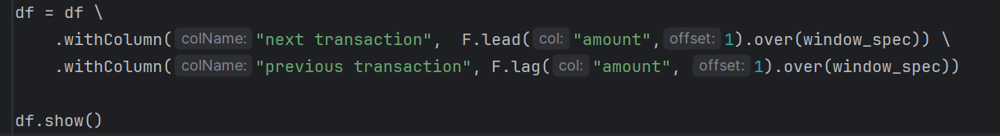 df = df \
    .withColumn(colName: "next transaction",  F.lead(col: "amount", offset: 1).over(window_spec)) \
    .withColumn(colName: "previous transaction", F.lag(col: "amount", offset: 1).over(window_spec))
df.show()